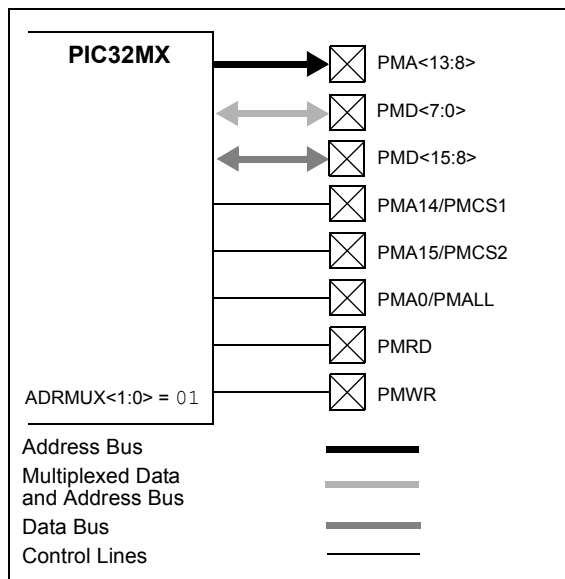 PIC32MX
PMA<13:8>
PMD<7:0>
PMD<15:8>
PMA14/PMCS1
PMA15/PMCS2
PMA0/PMALL
PMRD
PMWR
ADRMUX<1:0> = 01
Address Bus
Multiplexed Data
and Address Bus
Data Bus
Control Lines